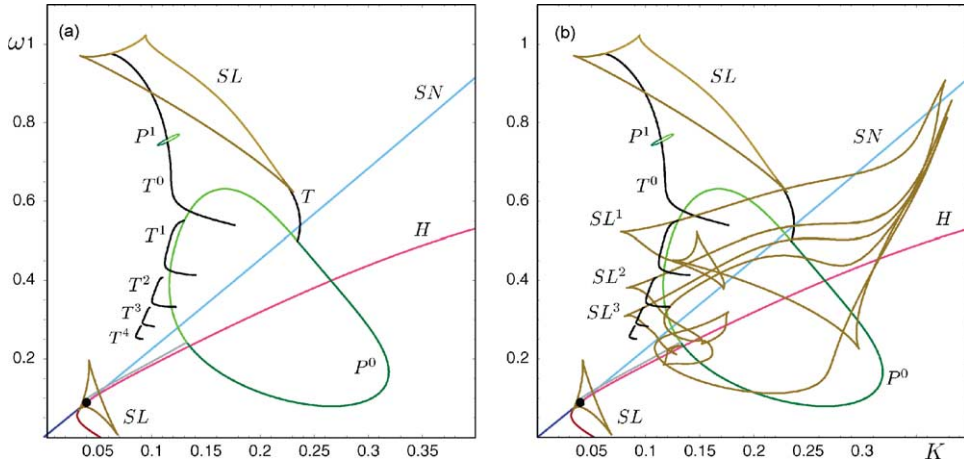 (a)
ω 1
SL
SN
0.8
P¹
T⁰
T
0.6
H
T¹
0.4
T²
T³
T⁴
0.2
P⁰
SL
0.05 0.1 0.15 0.2 0.25 0.3 0.35
(b)
1
SL
0.8
P¹
SN
T⁰
T
0.6
SL¹
H
0.4
SL²
SL³
0.2
P⁰
SL
0.05 0.1 0.15 0.2 0.25 0.3 K